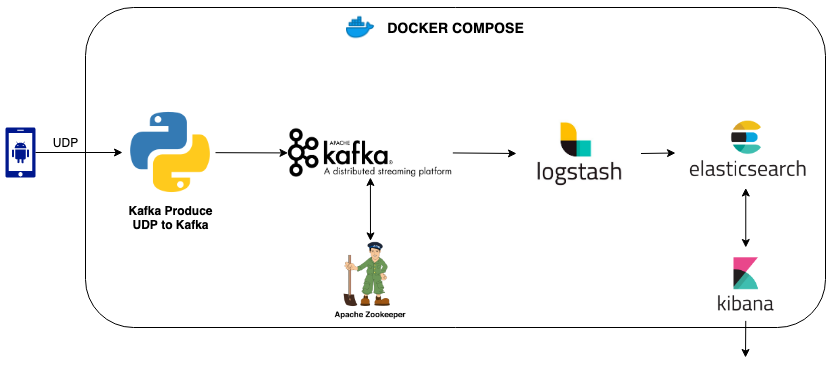 DOCKER COMPOSE
UDP
Kafka Produce
UDP to Kafka
APACHE
kafka®
A distributed streaming platform
Apache Zookeeper
logstash
elasticsearch
kibana